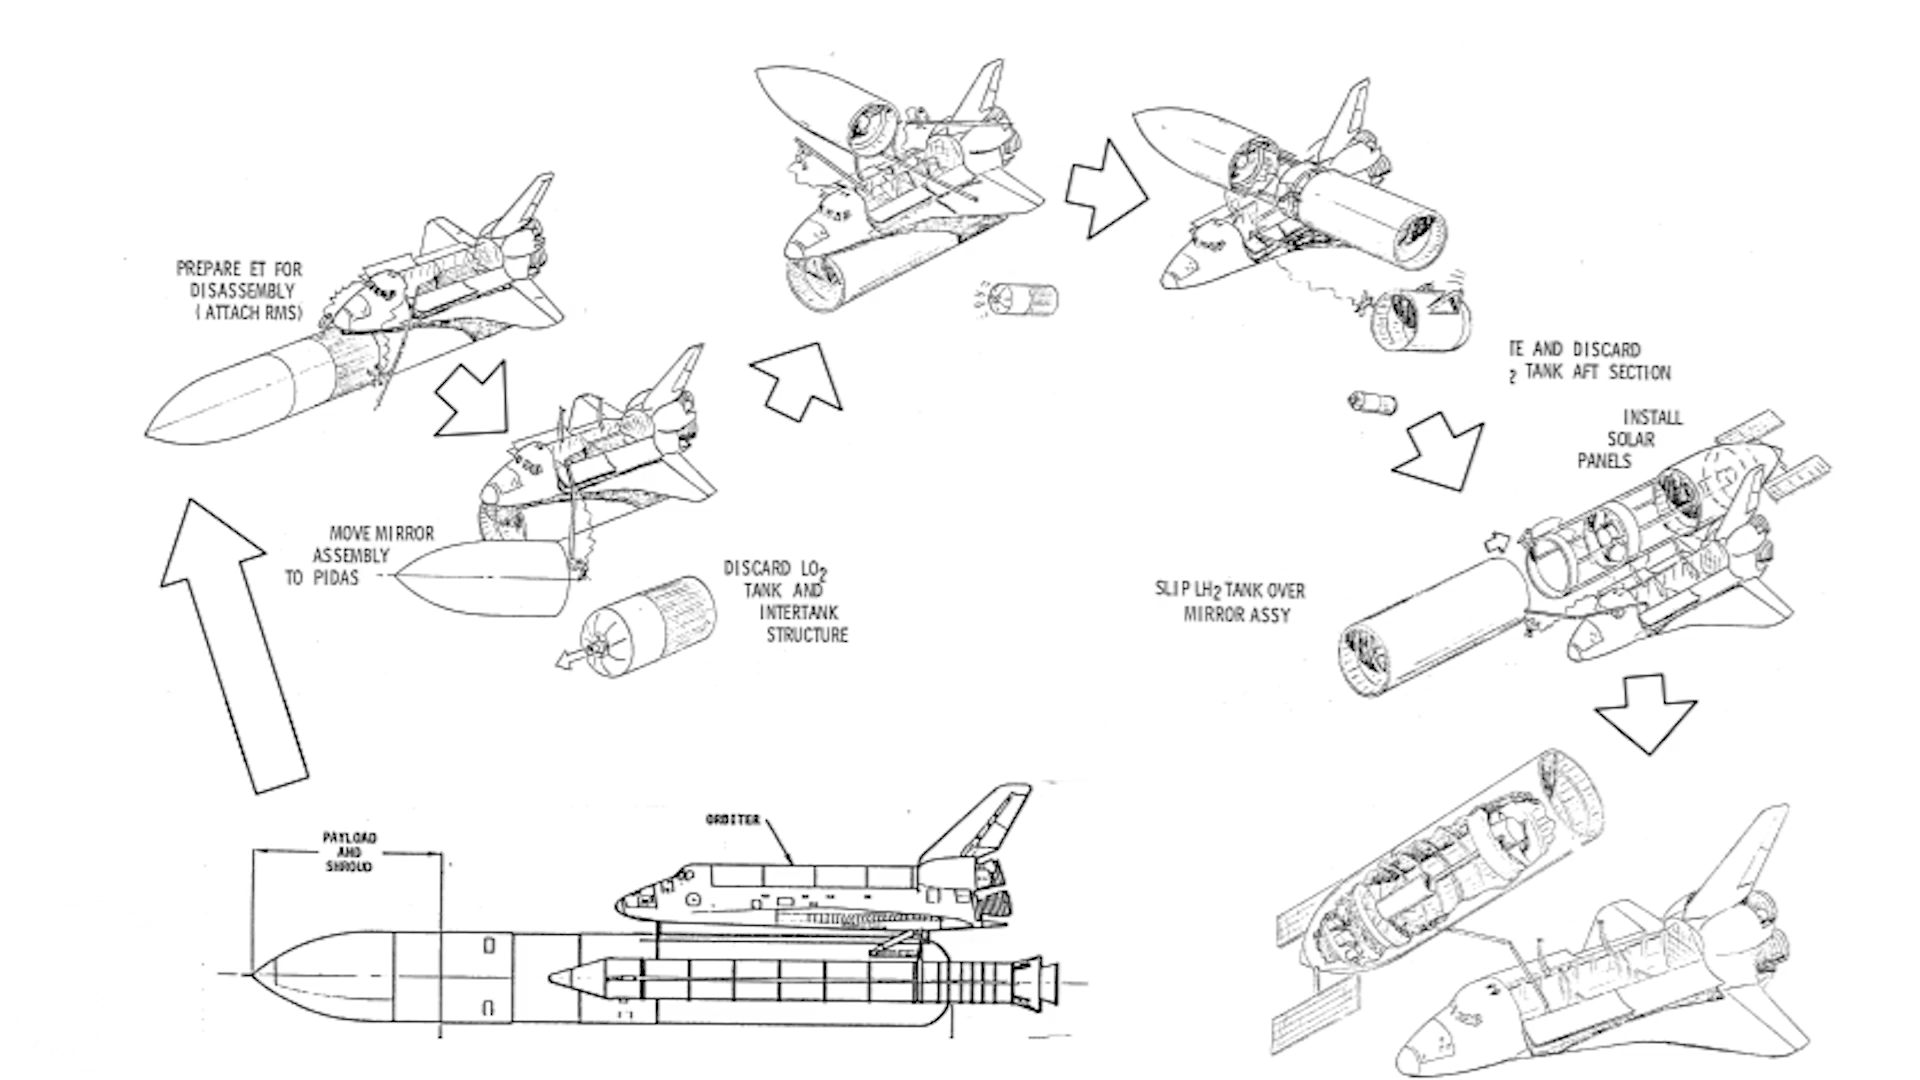 PREPARE ET FOR
DISASSEMBLY
(ATTACH RMS)
MOVE MIRROR
ASSEMBLY
TO PIDAS
DISCARD LO2
TANK AND
INTERTANK
STRUCTURE
TE AND DISCARD
2 TANK AFT SECTION
INSTALL
SOLAR
PANELS
SLIP LH2 TANK OVER
MIRROR ASSY
ORBITER
PAYLOAD
AND
SHROUD